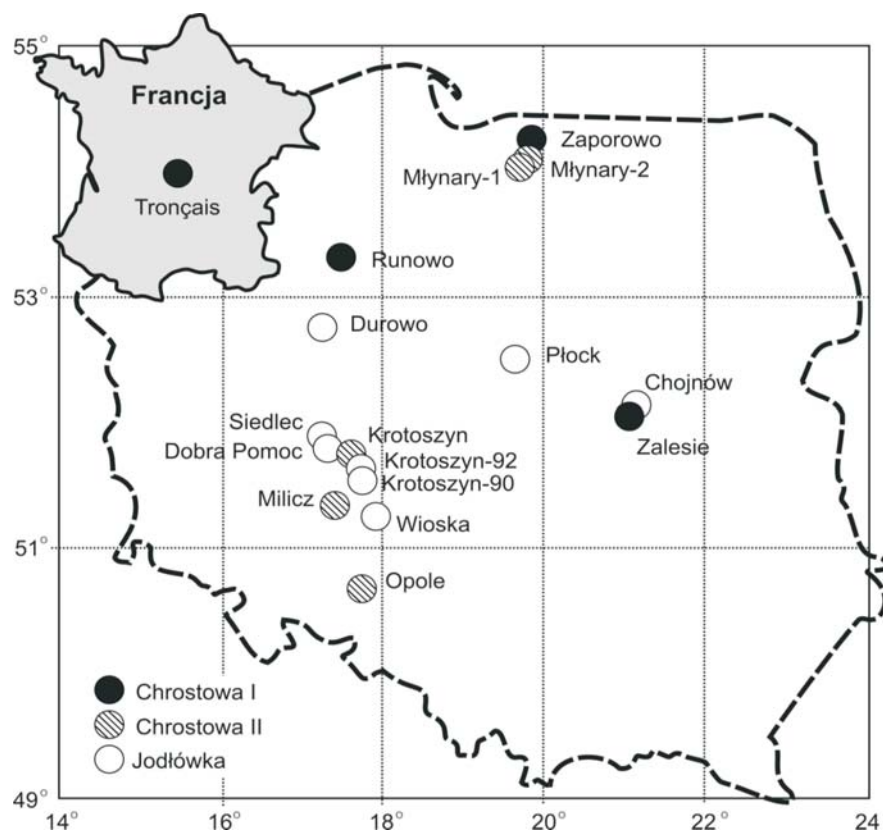 55°
Francja
Tronçais
Zaporowo
Młynary-1
Młynary-2
Runowo
53°
Durowo
Płock
Chojnów
Zalesie
Siedlec
Krotoszyn
Dobra Pomoc
Krotoszyn-92
Krotoszyn-90
Milicz
Wioska
51°
Opole
Chrostowa I
Chrostowa II
Jodłówka
49°
14° 16° 18° 20° 22° 24